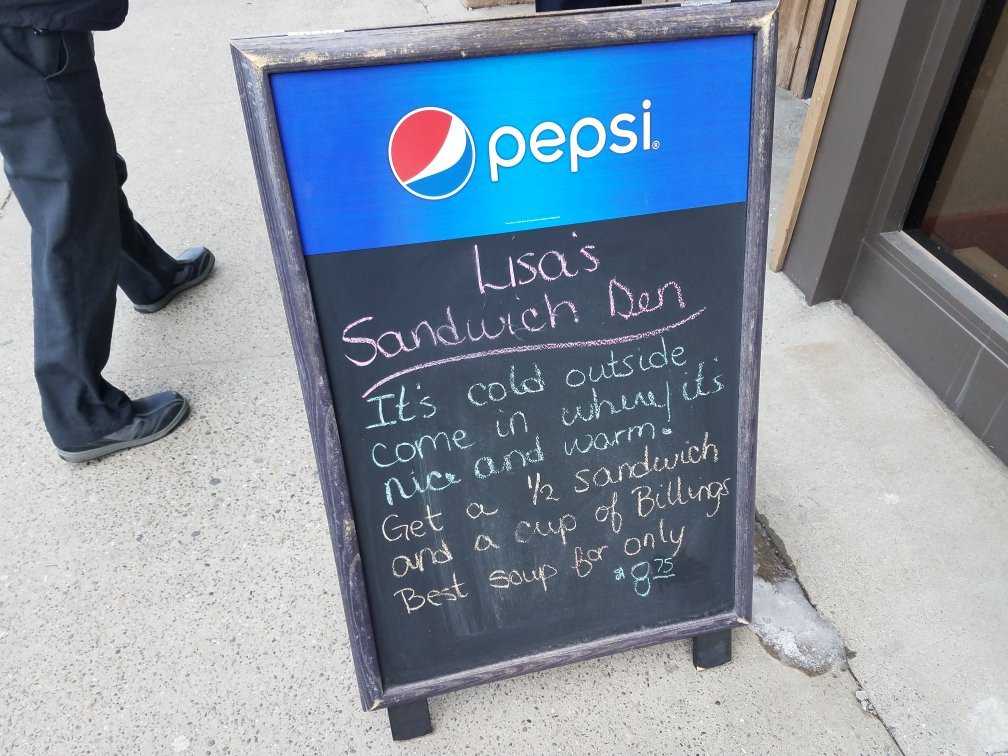 pepsi®
Lisa's
Sandwich Den
It's cold outside
come in where it's
nice and warm!
Get a 1/2 sandwich
and a cup of Billings
Best soup for only
$8.75